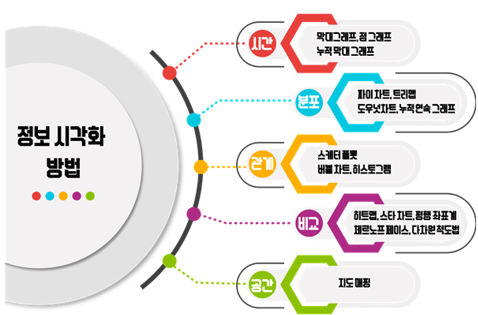 정보 시각화
방법
시간
막대그래프, 점 그래프
누적 막대 그래프
분포
파이 차트, 트리맵
도우넛차트, 누적 연속 그래프
관계
스캐터 플롯
버블 차트, 히스토그램
비교
히트맵, 스타 차트, 평행 좌표계
체르노프 페이스, 다차원 척도법
공간
지도 매핑